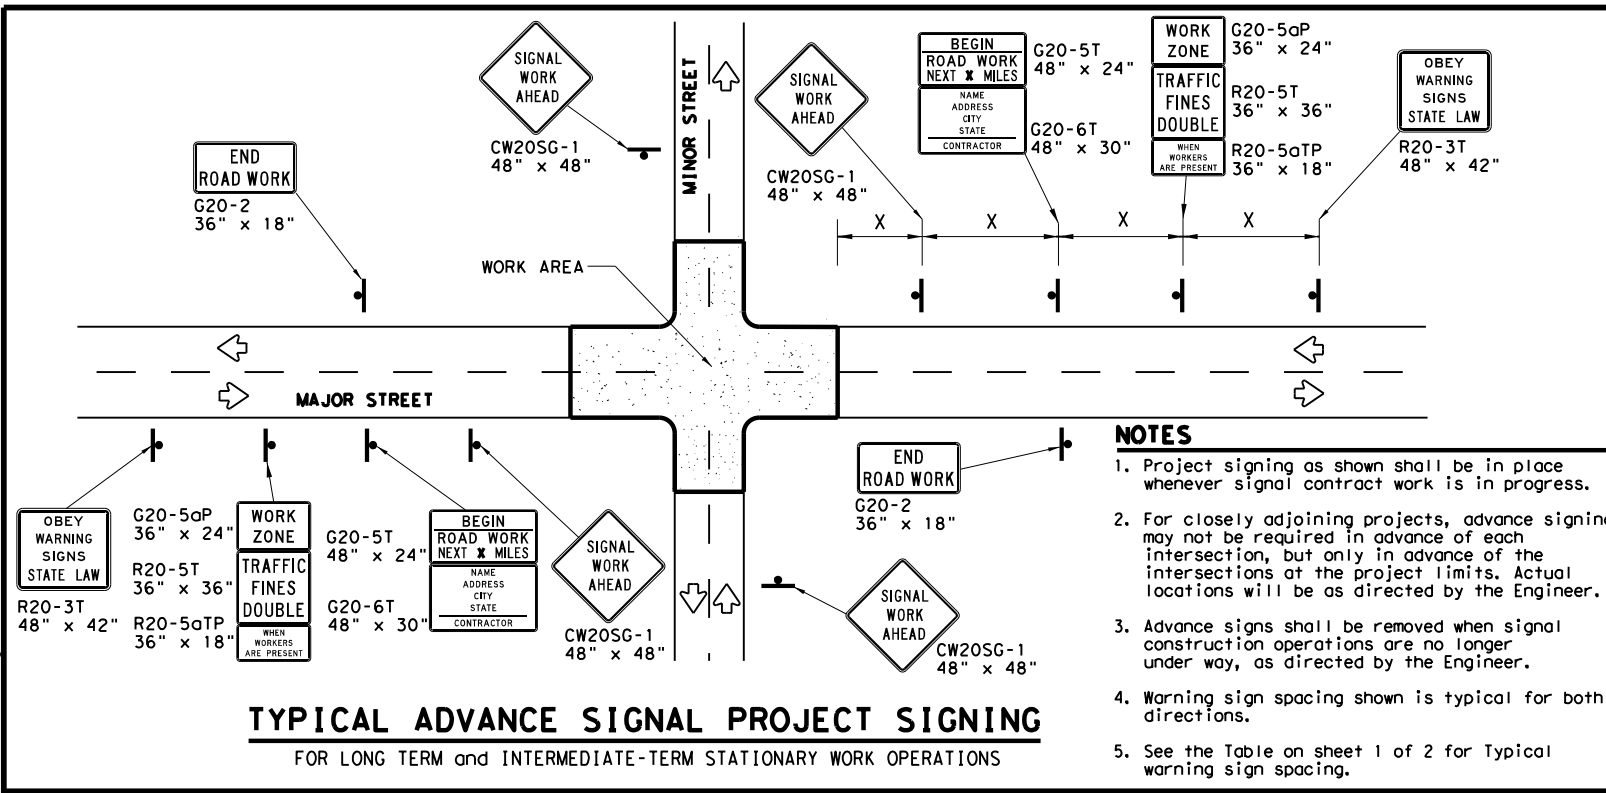 SIGNAL
WORK
AHEAD
CW20SG-1
48" x 48"
END
ROAD WORK
G20-2
36" x 18"
MINOR STREET
SIGNAL
WORK
AHEAD
CW20SG-1
48" x 48"
BEGIN
ROAD WORK
NEXT X MILES
NAME
ADDRESS
CITY
STATE
CONTRACTOR
G20-5T
48" x 24"
G20-6T
48" x 30"
WORK
ZONE
TRAFFIC
FINES
DOUBLE
WHEN
WORKERS
ARE PRESENT
G20-5aP
36" x 24"
R20-5T
36" x 36"
R20-5aTP
36" x 18"
OBEY
WARNING
SIGNS
STATE LAW
R20-3T
48" x 42"
X X X X
WORK AREA
MAJOR STREET
OBEY
WARNING
SIGNS
STATE LAW
R20-3T
48" x 42"
G20-5aP
36" x 24"
R20-5T
36" x 36"
R20-5aTP
36" x 18"
WORK
ZONE
TRAFFIC
FINES
DOUBLE
WHEN
WORKERS
ARE PRESENT
G20-5T
48" x 24"
G20-6T
48" x 30"
BEGIN
ROAD WORK
NEXT X MILES
NAME
ADDRESS
CITY
STATE
CONTRACTOR
SIGNAL
WORK
AHEAD
CW20SG-1
48" x 48"
END
ROAD WORK
G20-2
36" x 18"
SIGNAL
WORK
AHEAD
CW20SG-1
48" x 48"
TYPICAL ADVANCE SIGNAL PROJECT SIGNING
FOR LONG TERM and INTERMEDIATE-TERM STATIONARY WORK OPERATIONS
NOTES
1. Project signing as shown shall be in place
whenever signal contract work is in progress.
2. For closely adjoining projects, advance signing
may not be required in advance of each
intersection, but only in advance of the
intersections at the project limits. Actual
locations will be as directed by the Engineer.
3. Advance signs shall be removed when signal
construction operations are no longer
under way, as directed by the Engineer.
4. Warning sign spacing shown is typical for both
directions.
5. See the Table on sheet 1 of 2 for Typical
warning sign spacing.